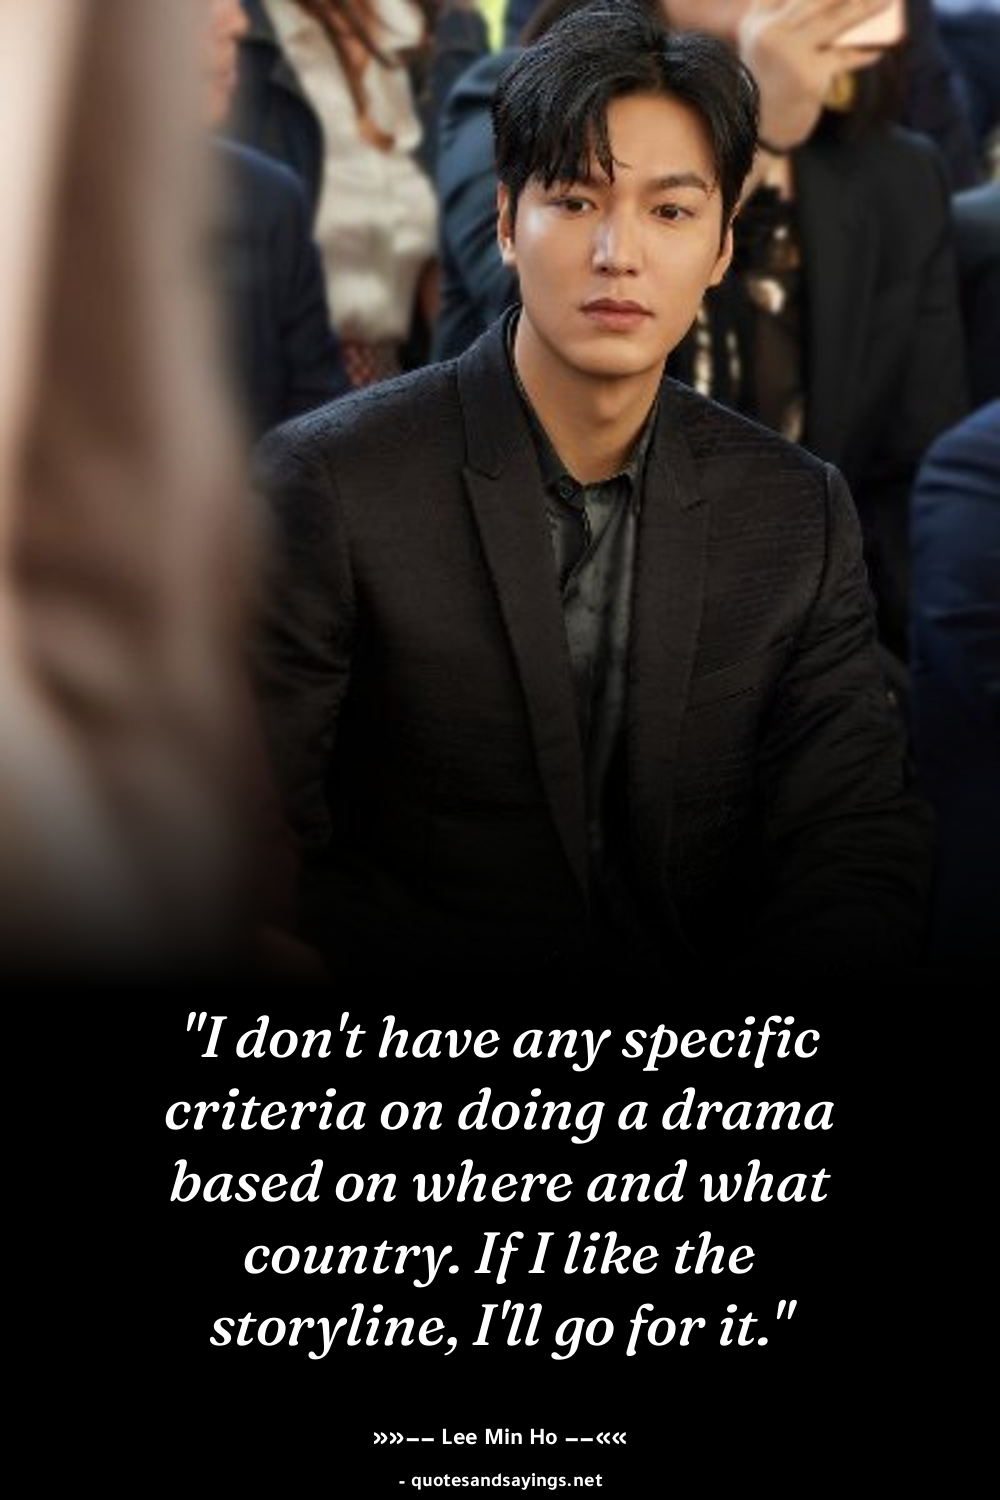 "I don't have any specific
criteria on doing a drama
based on where and what
country. If I like the
storyline, I'll go for it."
»»−− Lee Min Ho −−««
- quotesandsayings.net